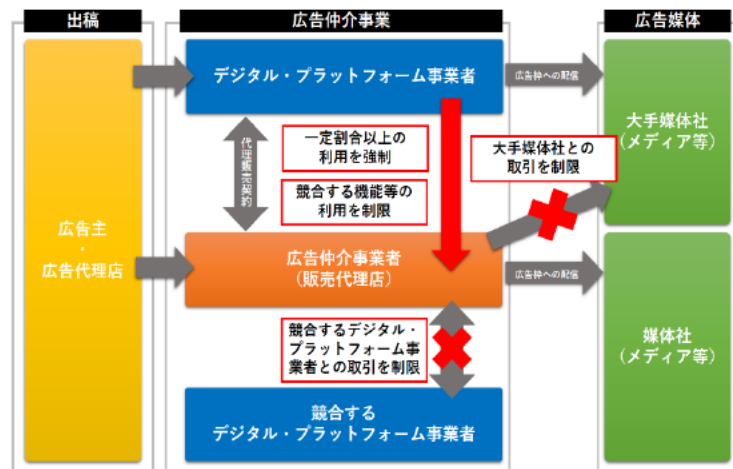 出稿
広告仲介事業
広告媒体
デジタル・プラットフォーム事業者
広告枠への配信
大手媒体社
（メディア等）
代理販売契約
一定割合以上の
利用を強制
競合する機能等の
利用を制限
大手媒体社との
取引を制限
広告主
・
広告代理店
広告仲介事業者
（販売代理店）
広告枠への配信
競合するデジタル・
プラットフォーム事
業者との取引を制限
媒体社
（メディア等）
競合する
デジタル・プラットフォーム事業者